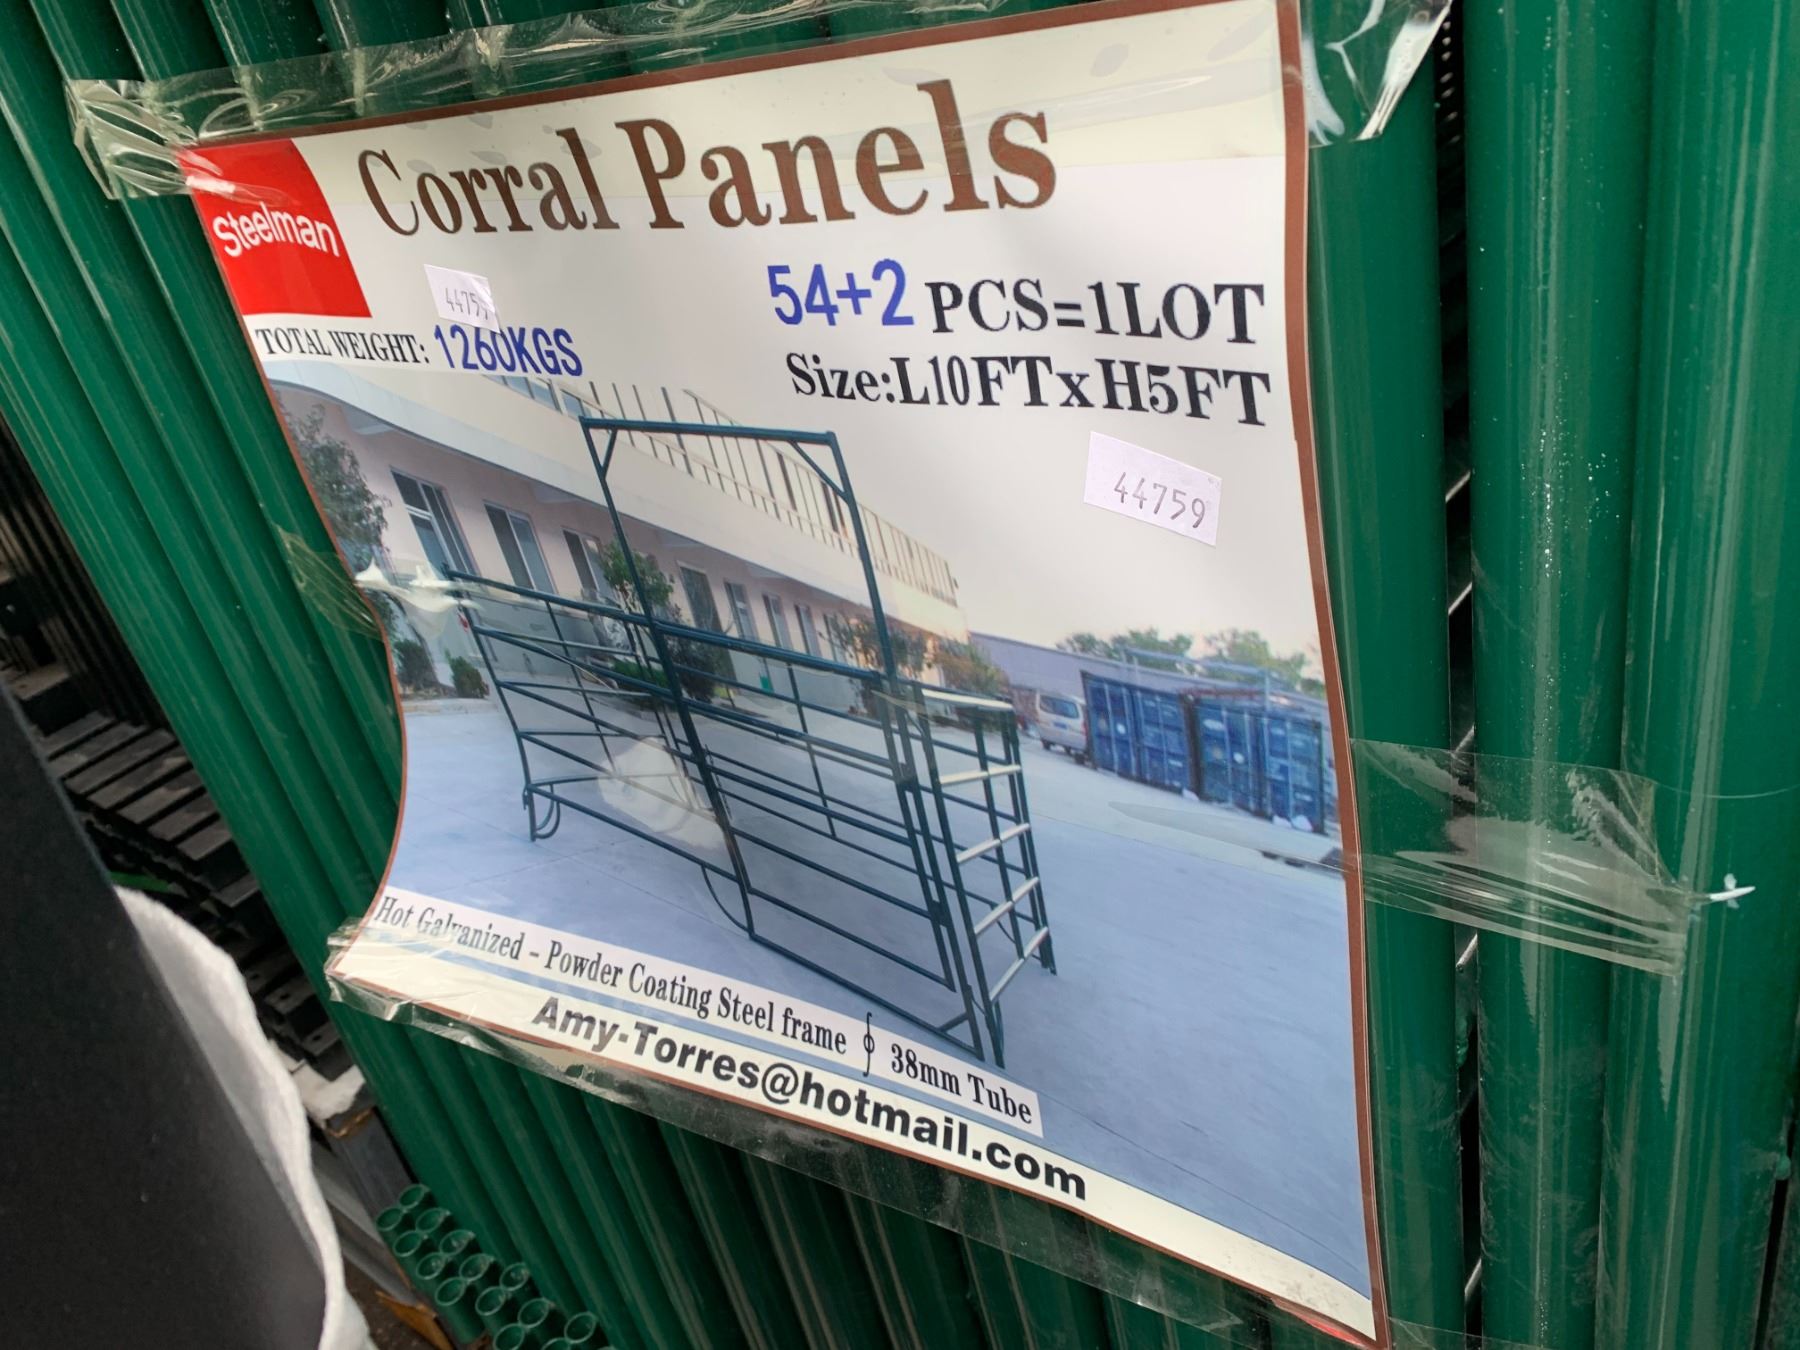 Corral Panels
Steelman
54+2 PCS=1LOT
TOTAL WEIGHT: 1260KGS
Size:L10FTxH5FT
44759
44759
Hot Galvanized - Powder Coating Steel frame ∮ 38mm Tube
Amy-Torres@hotmail.com